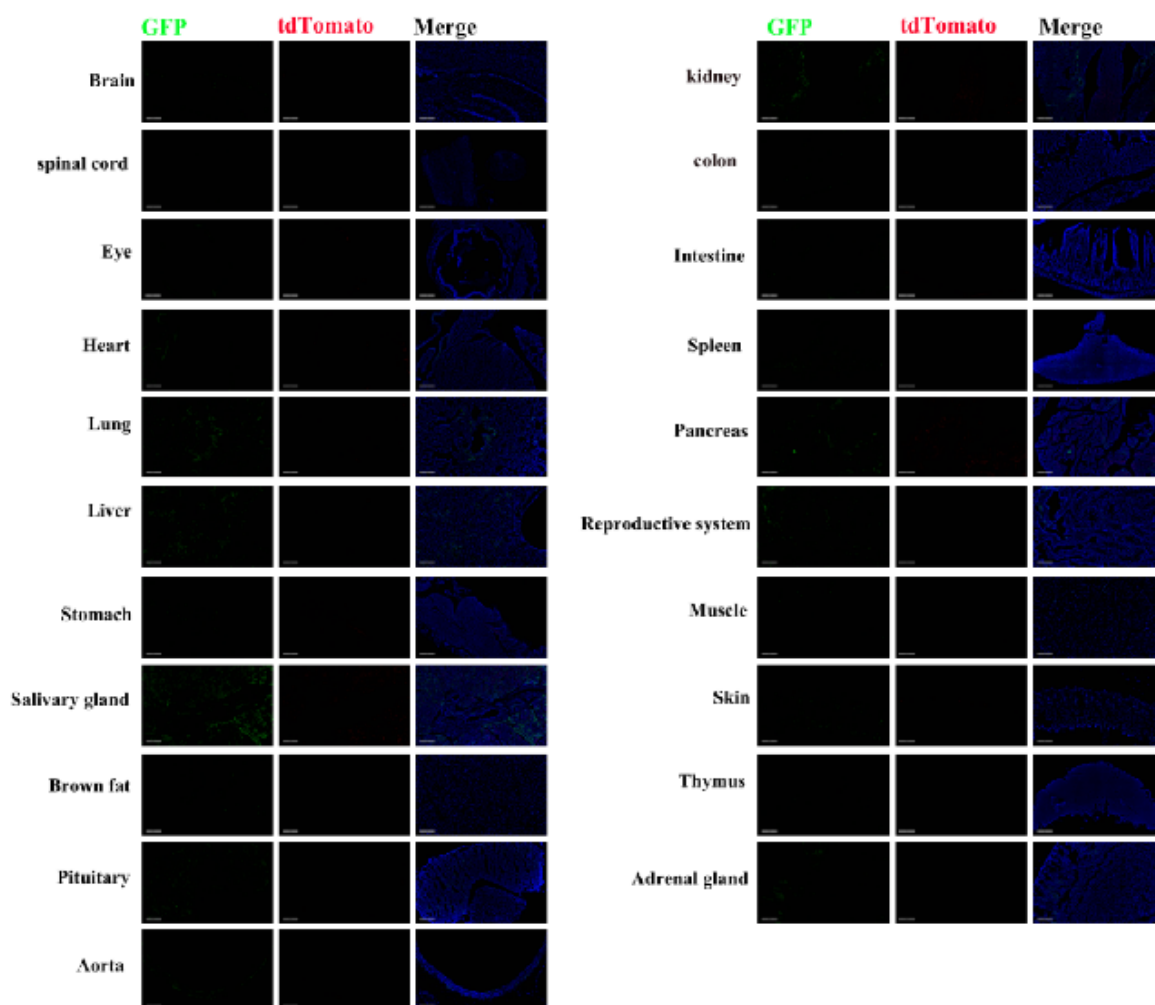 GFP tdTomato Merge
Brain
spinal cord
Eye
Heart
Lung
Liver
Stomach
Salivary gland
Brown fat
Pituitary
Aorta
GFP tdTomato Merge
kidney
colon
Intestine
Spleen
Pancreas
Reproductive system
Muscle
Skin
Thymus
Adrenal gland